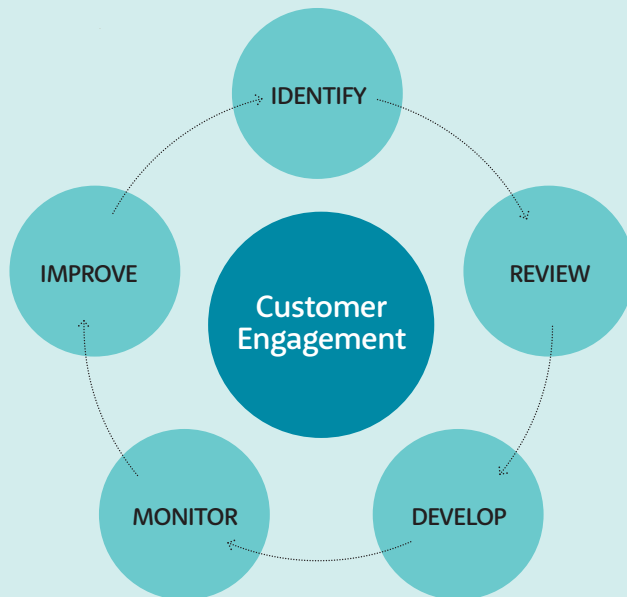 IDENTIFY
REVIEW
DEVELOP
MONITOR
IMPROVE
Customer
Engagement